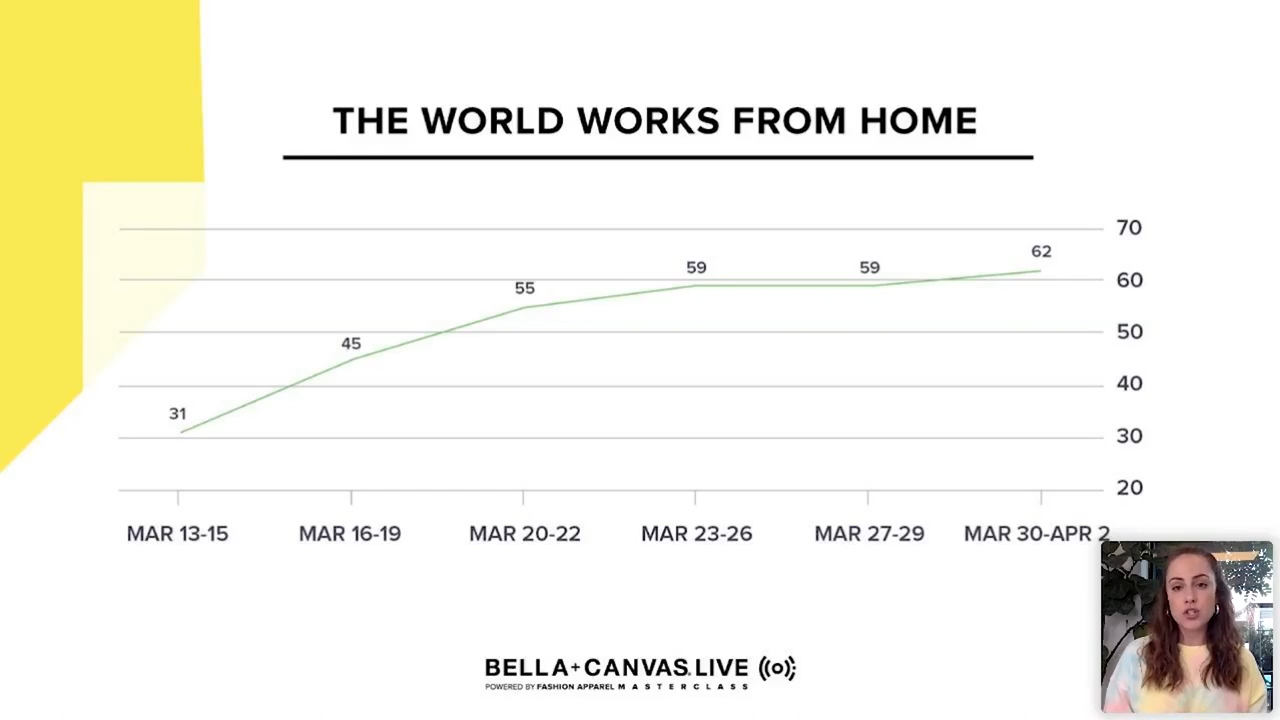 THE WORLD WORKS FROM HOME
70
62
59
59
60
55
50
45
40
31
30
20
MAR 13-15
MAR 16-19
MAR 20-22
MAR 23-26
MAR 27-29
MAR 30-APR 2
BELLA+CANVAS.LIVE
POWERED BY FASHION APPAREL MASTERCLASS